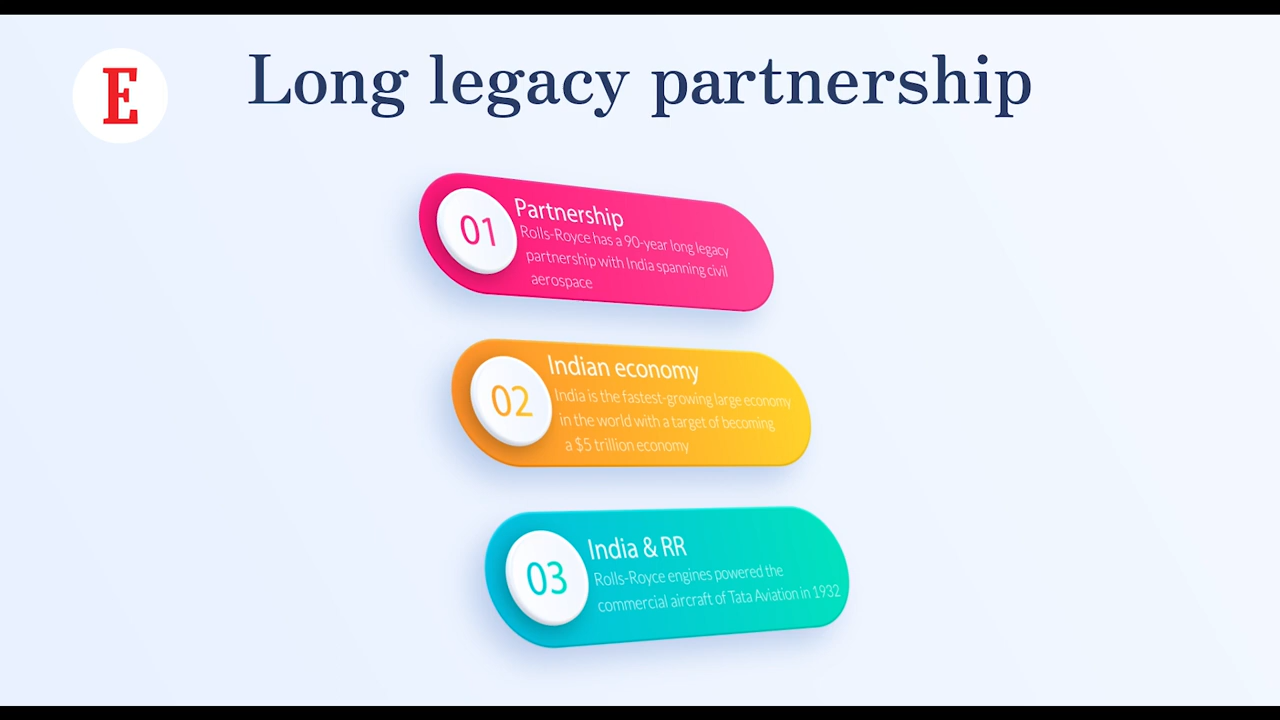 E
Long legacy partnership
01
Partnership
Rolls-Royce has a 90-year long legacy
partnership with India spanning civil
aerospace
02
Indian economy
India is the fastest-growing large economy
in the world with a target of becoming
a $5 trillion economy
03
India & RR
Rolls-Royce engines powered the
commercial aircraft of Tata Aviation in 1932